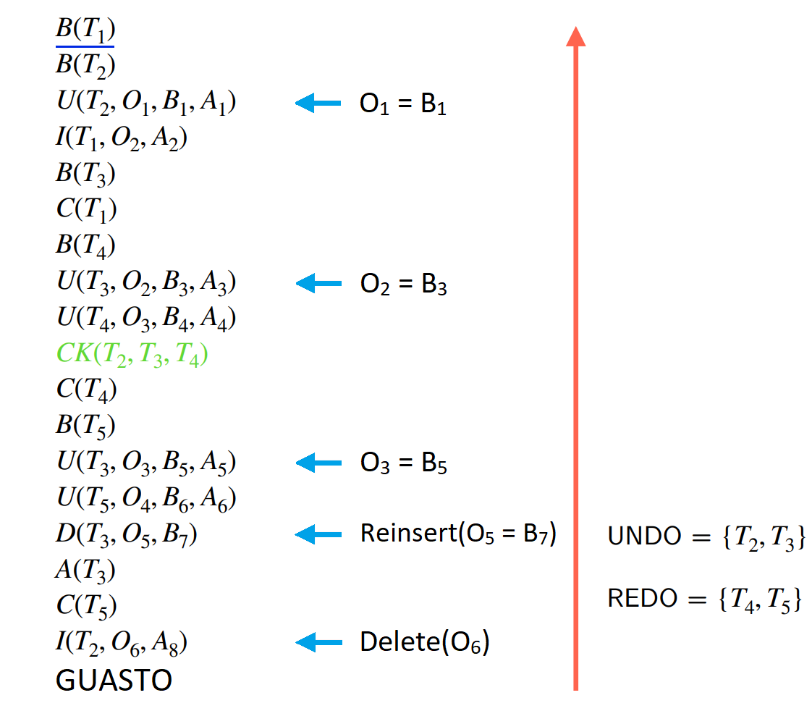 B(T₁)
B(T₂)
U(T₂, O₁, B₁, A₁) O₁ = B₁
I(T₁, O₂, A₂)
B(T₃)
C(T₁)
B(T₄)
U(T₃, O₂, B₃, A₃) O₂ = B₃
U(T₄, O₃, B₄, A₄)
CK(T₂, T₃, T₄)
C(T₄)
B(T₅)
U(T₃, O₃, B₅, A₅) O₃ = B₅
U(T₅, O₄, B₆, A₆)
D(T₃, O₅, B₇) Reinsert(O₅ = B₇) UNDO = {T₂, T₃}
A(T₃)
C(T₅) REDO = {T₄, T₅}
I(T₂, O₆, A₈) Delete(O₆)
GUASTO